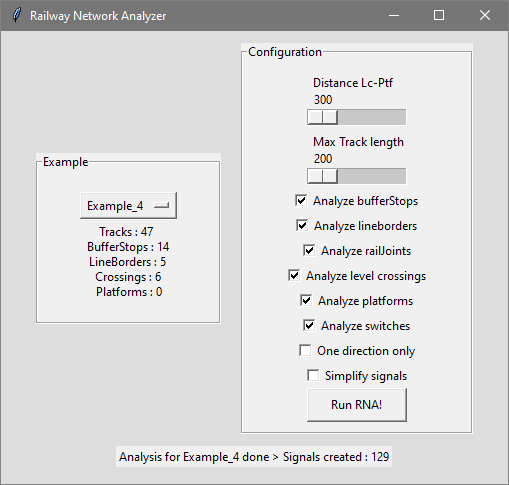 Railway Network Analyzer
Example
Example_4
Tracks : 47
BufferStops : 14
LineBorders : 5
Crossings : 6
Platforms : 0
Configuration
Distance Lc-Ptf
300
Max Track length
200
Analyze bufferStops
Analyze lineborders
Analyze railJoints
Analyze level crossings
Analyze platforms
Analyze switches
One direction only
Simplify signals
Run RNA!
Analysis for Example_4 done > Signals created : 129